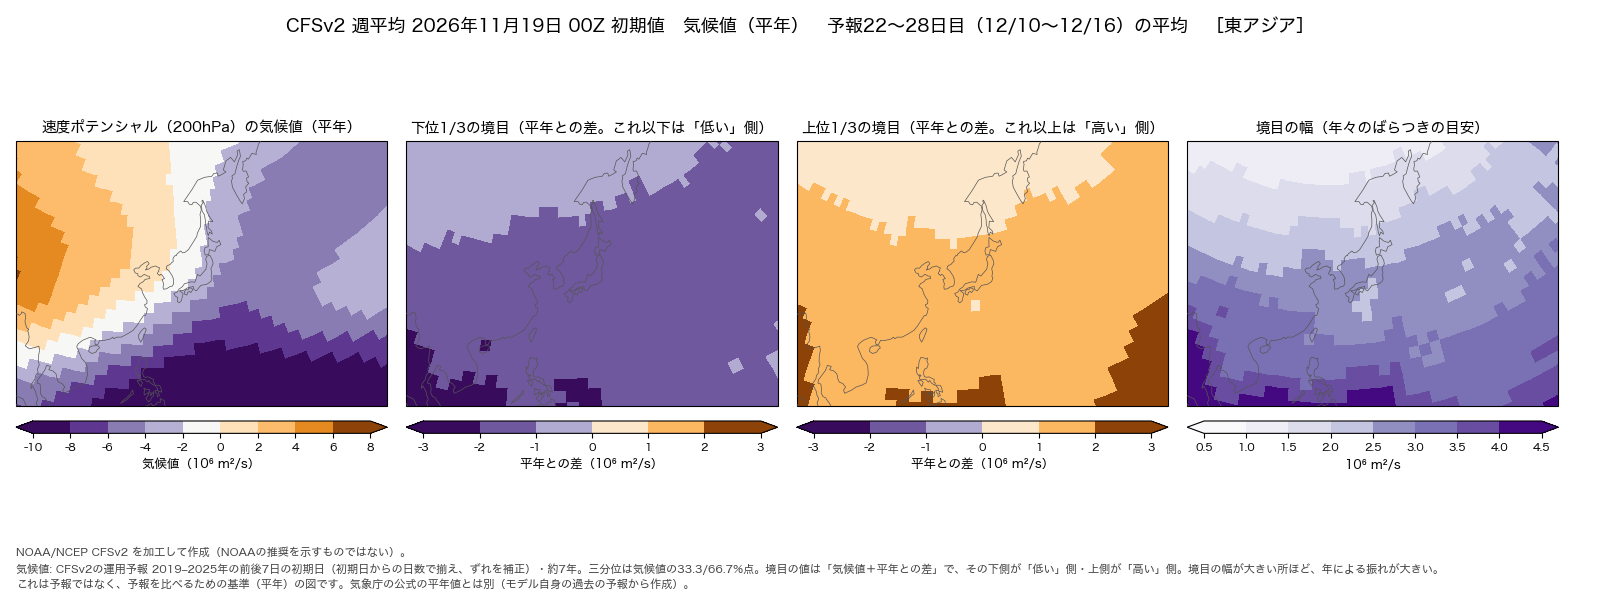 CFSv2 週平均 2026年11月19日 00Z 初期値　気候値（平年）　予報22～28日目（12/10～12/16）の平均　［東アジア］
速度ポテンシャル（200hPa）の気候値（平年）
下位1/3の境目（平年との差。これ以下は「低い」側）
上位1/3の境目（平年との差。これ以上は「高い」側）
境目の幅（年々のばらつきの目安）
-10 -8 -6 -4 -2 0 2 4 6 8
気候値（10⁶ m²/s）
-3 -2 -1 0 1 2 3
平年との差（10⁶ m²/s）
-3 -2 -1 0 1 2 3
平年との差（10⁶ m²/s）
0.5 1.0 1.5 2.0 2.5 3.0 3.5 4.0 4.5
10⁶ m²/s
NOAA/NCEP CFSv2 を加工して作成（NOAAの推奨を示すものではない）。
気候値: CFSv2の運用予報 2019–2025年の前後7日の初期日（初期日からの日数で揃え、ずれを補正）・約7年。三分位は気候値の33.3/66.7%点。境目の値は「気候値＋平年との差」で、その下側が「低い」側・上側が「高い」側。境目の幅が大きい所ほど、年による振れが大きい。
これは予報ではなく、予報を比べるための基準（平年）の図です。気象庁の公式の平年値とは別（モデル自身の過去の予報から作成）。